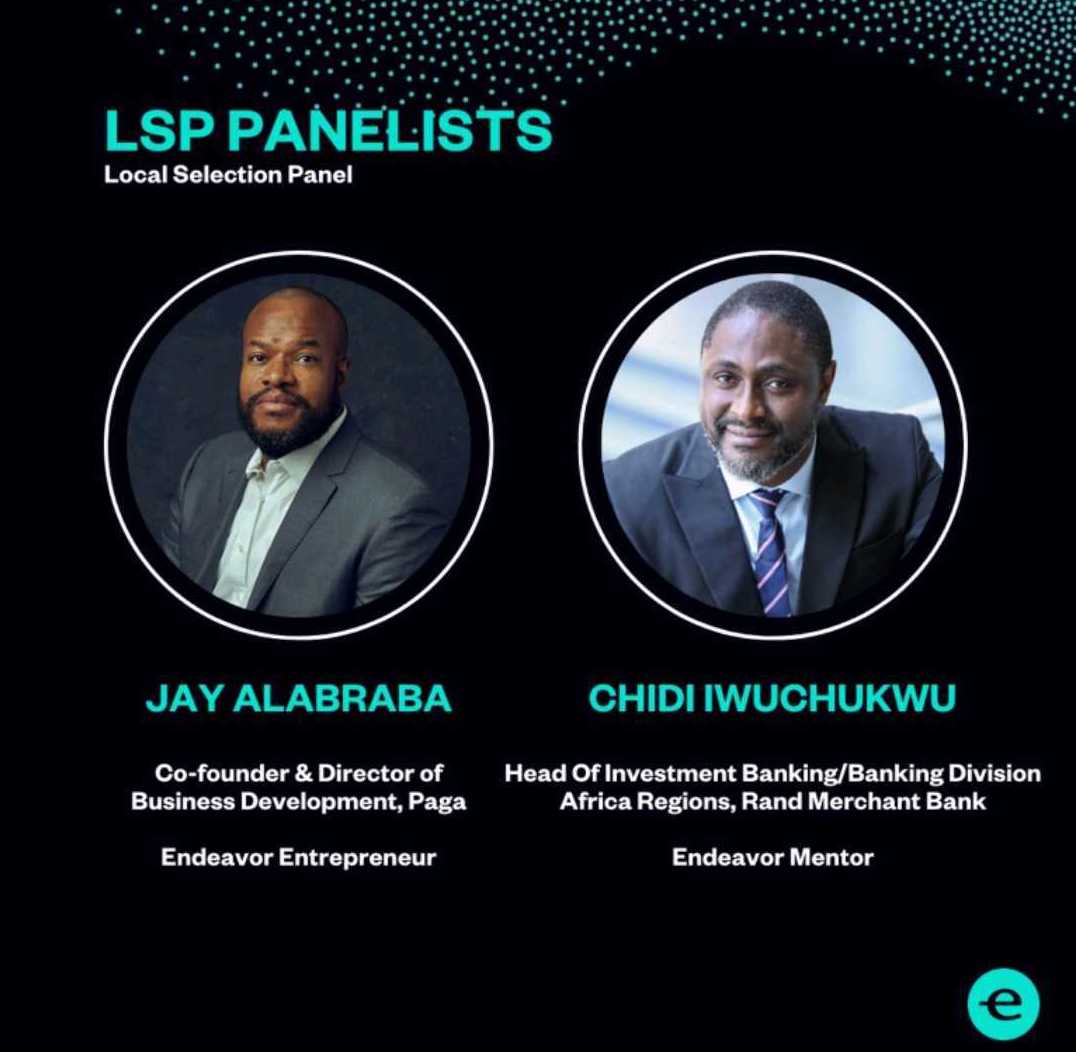 LSP PANELISTS
Local Selection Panel
JAY ALABRABA
Co-founder & Director of
Business Development, Paga
Endeavor Entrepreneur
CHIDI IWUCHUKWU
Head Of Investment Banking/Banking Division
Africa Regions, Rand Merchant Bank
Endeavor Mentor
e